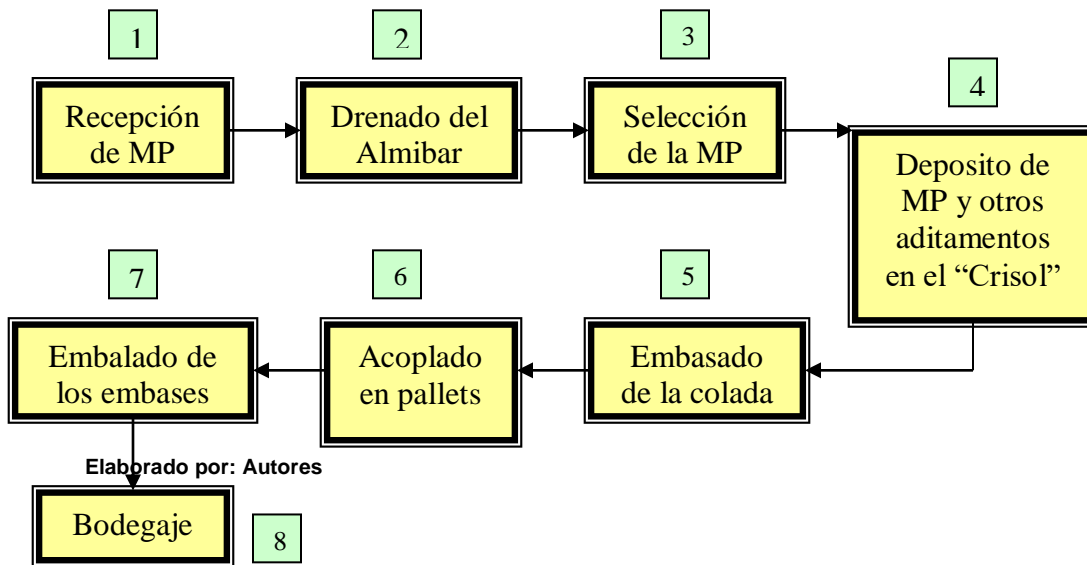 1
Recepción
de MP
2
Drenado del
Almibar
3
Selección
de la MP
4
Deposito de
MP y otros
aditamentos
en el “Crisol”
5
Embasado
de la colada
6
Acoplado
en pallets
7
Embalado de
los embases
Elaborado por: Autores
Bodegaje
8